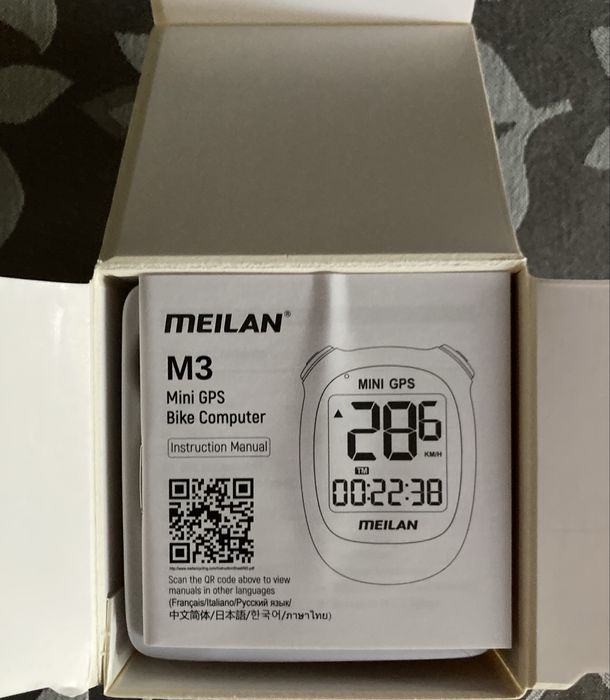 MEILAN®
M3
Mini GPS
Bike Computer
Instruction Manual
MINI GPS
28.6
KM/H
TM
00:22:38
MEILAN
Scan the QR code above to view
manuals in other languages
(Français/Italiano/Русский язык/
中文简体/日本語/한국어/ภาษาไทย)